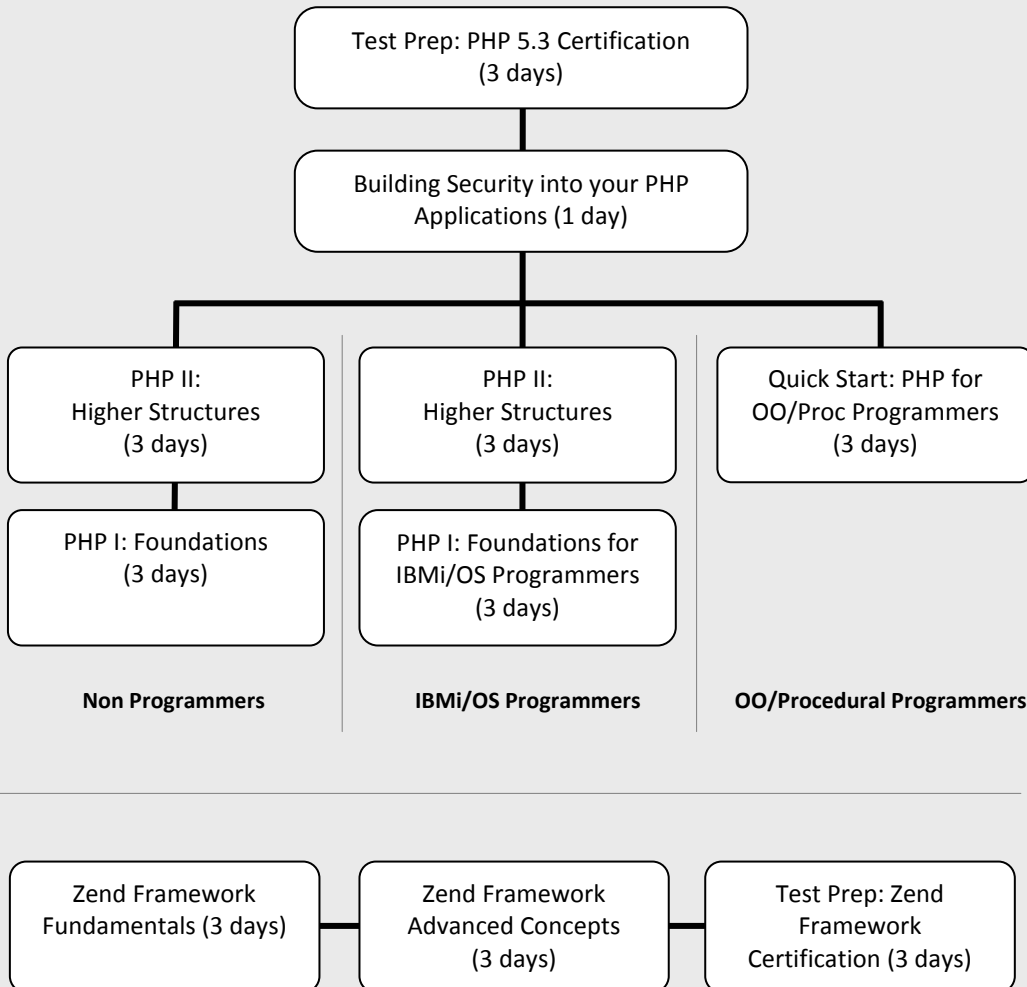 Test Prep: PHP 5.3 Certification
(3 days)
Building Security into your PHP
Applications (1 day)
PHP II:
Higher Structures
(3 days)
PHP II:
Higher Structures
(3 days)
Quick Start: PHP for
OO/Proc Programmers
(3 days)
PHP I: Foundations
(3 days)
PHP I: Foundations for
IBMi/OS Programmers
(3 days)
Non Programmers
IBMi/OS Programmers
OO/Procedural Programmers
Zend Framework
Fundamentals (3 days)
Zend Framework
Advanced Concepts
(3 days)
Test Prep: Zend
Framework
Certification (3 days)